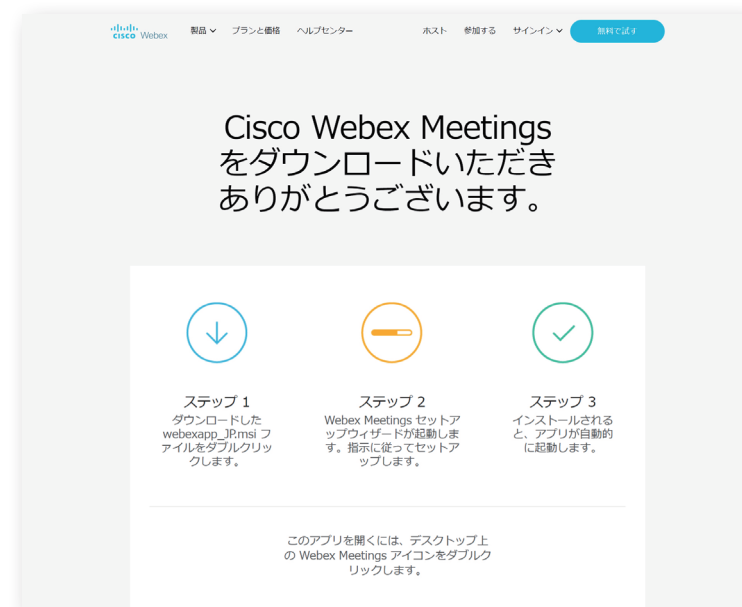 CISCO Webex 製品 プランと価格 ヘルプセンター ホスト 参加する サインイン 無料で試す
Cisco Webex Meetings
をダウンロードいただき
ありがとうございます。
ステップ 1
ダウンロードした
webexapp_JP.msi フ
ァイルをダブルクリッ
クします。
ステップ 2
Webex Meetings セットア
ップウィザードが起動しま
す。指示に従ってセットア
ップします。
ステップ 3
インストールされる
と、アプリが自動的
に起動します。
このアプリを開くには、デスクトップ上
の Webex Meetings アイコンをダブルク
リックします。